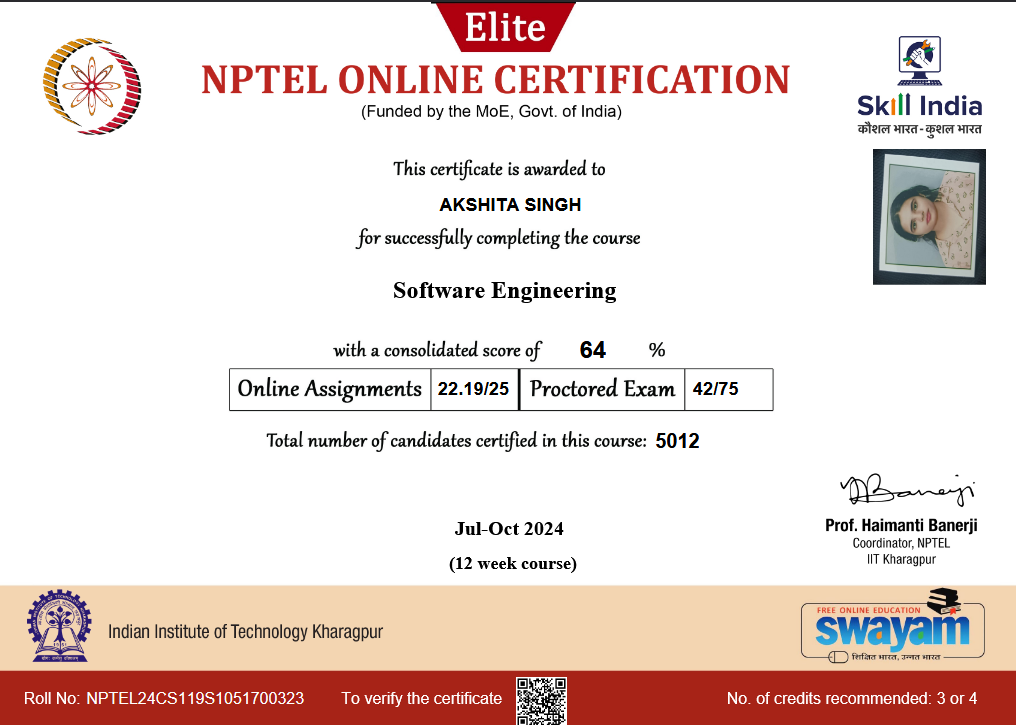 Elite
NPTEL ONLINE CERTIFICATION
(Funded by the MoE, Govt. of India)
Skill India
कौशल भारत - कुशल भारत
This certificate is awarded to
AKSHITA SINGH
for successfully completing the course
Software Engineering
with a consolidated score of 64 %
Online Assignments 22.19/25 Proctored Exam 42/75
Total number of candidates certified in this course: 5012
Jul-Oct 2024
(12 week course)
Prof. Haimanti Banerji
Coordinator, NPTEL
IIT Kharagpur
Indian Institute of Technology Kharagpur
FREE ONLINE EDUCATION
swayam
शिक्षित भारत, उन्नत भारत
Roll No: NPTEL24CS119S1051700323 To verify the certificate No. of credits recommended: 3 or 4